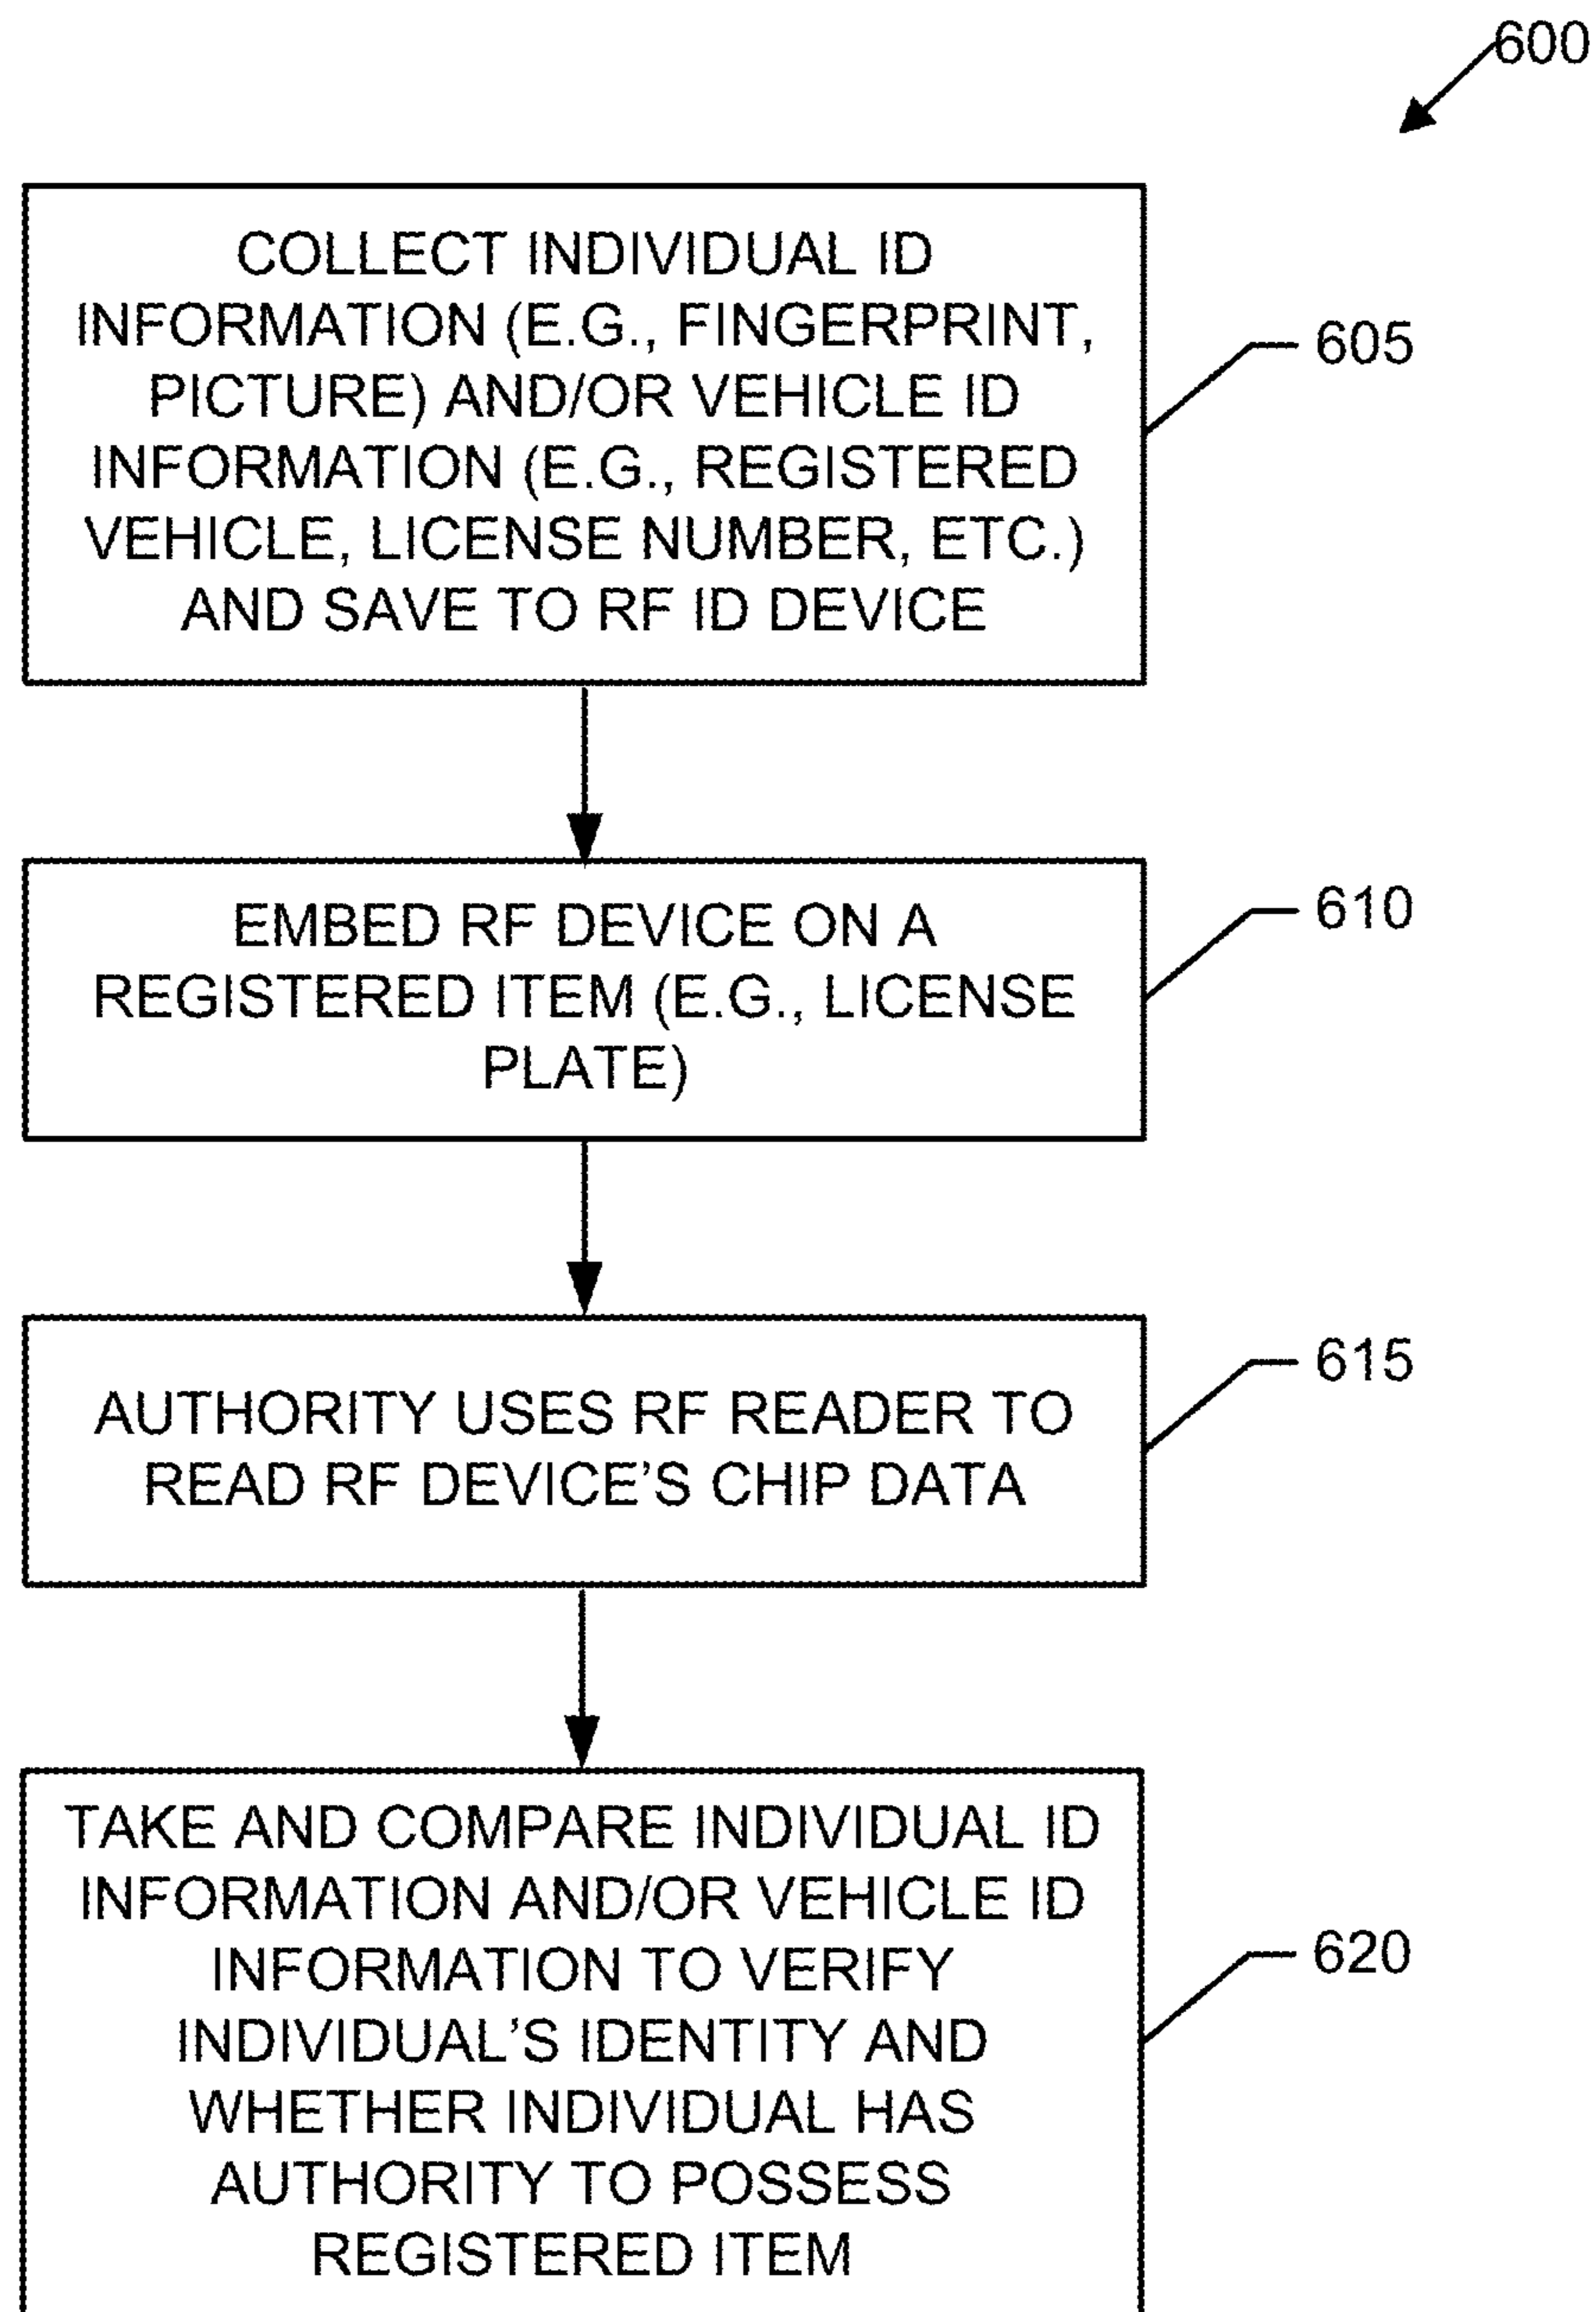 600
COLLECT INDIVIDUAL ID
INFORMATION (E.G., FINGERPRINT,
PICTURE) AND/OR VEHICLE ID
INFORMATION (E.G., REGISTERED
VEHICLE, LICENSE NUMBER, ETC.)
AND SAVE TO RF ID DEVICE
605
EMBED RF DEVICE ON A
REGISTERED ITEM (E.G., LICENSE
PLATE)
610
AUTHORITY USES RF READER TO
READ RF DEVICE'S CHIP DATA
615
TAKE AND COMPARE INDIVIDUAL ID
INFORMATION AND/OR VEHICLE ID
INFORMATION TO VERIFY
INDIVIDUAL'S IDENTITY AND
WHETHER INDIVIDUAL HAS
AUTHORITY TO POSSESS
REGISTERED ITEM
620